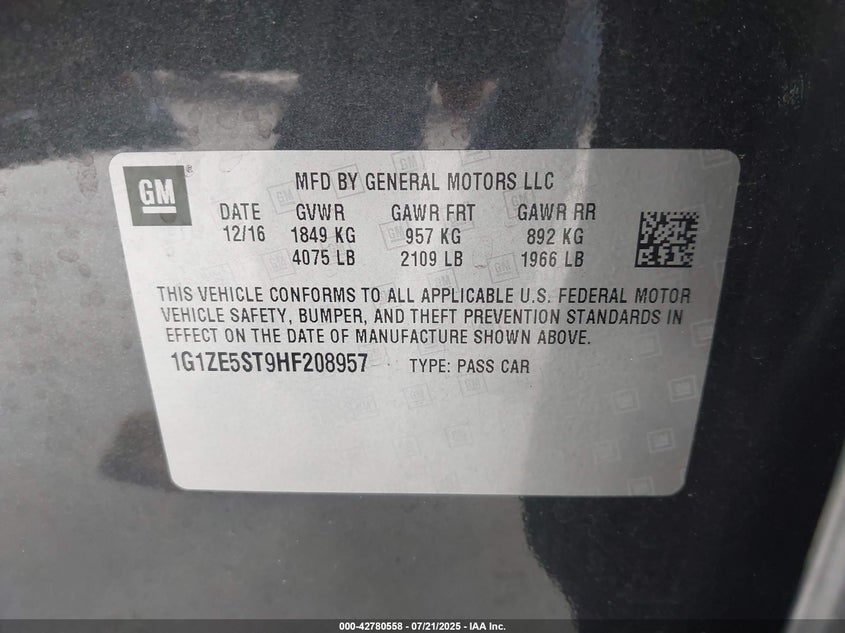 GM ®
MFD BY GENERAL MOTORS LLC
DATE GVWR GAWR FRT GAWR RR
12/16 1849 KG 957 KG 892 KG
4075 LB 2109 LB 1966 LB
THIS VEHICLE CONFORMS TO ALL APPLICABLE U.S. FEDERAL MOTOR
VEHICLE SAFETY, BUMPER, AND THEFT PREVENTION STANDARDS IN
EFFECT ON THE DATE OF MANUFACTURE SHOWN ABOVE.
1G1ZE5ST9HF208957 TYPE: PASS CAR
000-42780558 - 07/21/2025 - IAA Inc.